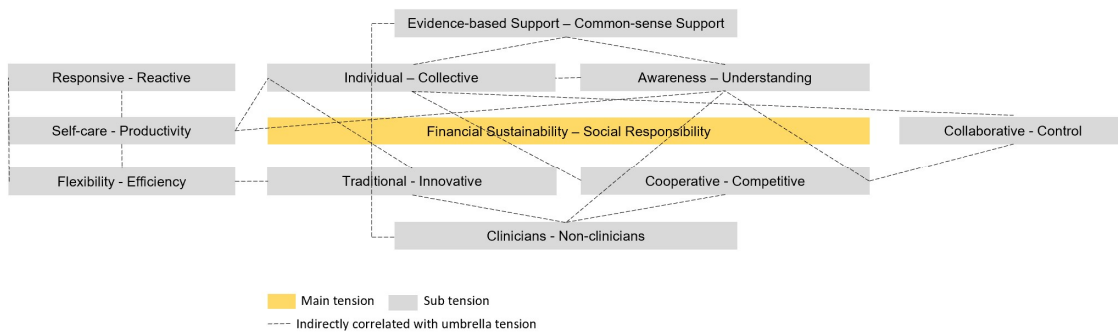 Evidence-based Support – Common-sense Support
Responsive - Reactive
Individual – Collective
Awareness – Understanding
Self-care - Productivity
Financial Sustainability – Social Responsibility
Collaborative - Control
Flexibility - Efficiency
Traditional - Innovative
Cooperative - Competitive
Clinicians - Non-clinicians
Main tension
Sub tension
Indirectly correlated with umbrella tension